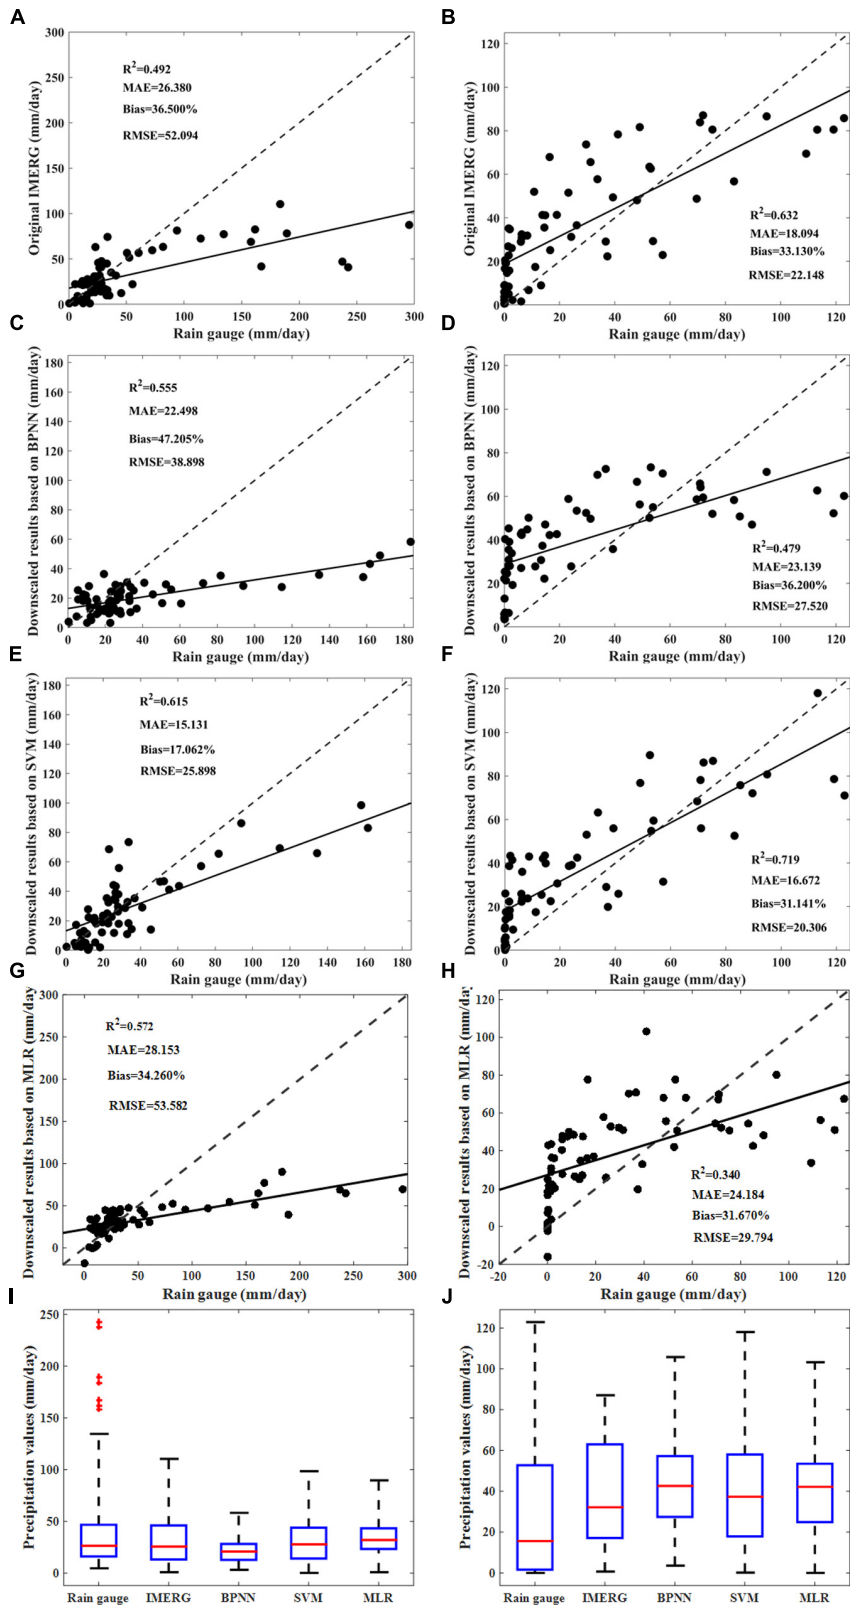 A
Original IMERG (mm/day)
300
250
200
150
100
50
0
R²=0.492
MAE=26.380
Bias=36.500%
RMSE=52.094
0 50 100 150 200 250 300
Rain gauge (mm/day)
B
Original IMERG (mm/day)
120
100
80
60
40
20
0
R²=0.632
MAE=18.094
Bias=33.130%
RMSE=22.148
0 20 40 60 80 100 120
Rain gauge (mm/day)
C
Downscaled results based on BPNN (mm/day)
180
160
140
120
100
80
60
40
20
0
R²=0.555
MAE=22.498
Bias=47.205%
RMSE=38.898
0 20 40 60 80 100 120 140 160 180
Rain gauge (mm/day)
D
Downscaled results based on BPNN (mm/day)
120
100
80
60
40
20
0
R²=0.479
MAE=23.139
Bias=36.200%
RMSE=27.520
0 20 40 60 80 100 120
Rain gauge (mm/day)
E
Downscaled results based on SVM (mm/day)
180
160
140
120
100
80
60
40
20
0
R²=0.615
MAE=15.131
Bias=17.062%
RMSE=25.898
0 20 40 60 80 100 120 140 160 180
Rain gauge (mm/day)
F
Downscaled results based on SVM (mm/day)
120
100
80
60
40
20
0
R²=0.719
MAE=16.672
Bias=31.141%
RMSE=20.306
0 20 40 60 80 100 120
Rain gauge (mm/day)
G
Downscaled results based on MLR (mm/day)
300
250
200
150
100
50
0
R²=0.572
MAE=28.153
Bias=34.260%
RMSE=53.582
0 50 100 150 200 250 300
Rain gauge (mm/day)
H
Downscaled results based on MLR (mm/day)
120
100
80
60
40
20
0
-20
R²=0.340
MAE=24.184
Bias=31.670%
RMSE=29.794
-20 0 20 40 60 80 100 120
Rain gauge (mm/day)
I
Precipitation values (mm/day)
250
200
150
100
50
0
Rain gauge IMERG BPNN SVM MLR
J
Precipitation values (mm/day)
120
100
80
60
40
20
0
Rain gauge IMERG BPNN SVM MLR